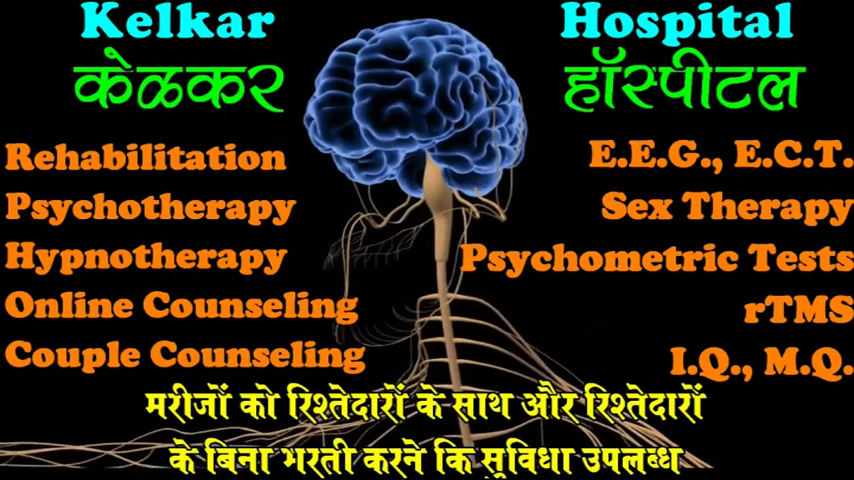 Kelkar Hospital
केळकर हॉस्पीटल
Rehabilitation
Psychotherapy
Hypnotherapy
Online Counseling
Couple Counseling
E.E.G., E.C.T.
Sex Therapy
Psychometric Tests
rTMS
I.Q., M.Q.
मरीजों को रिश्तेदारों के साथ और रिश्तेदारों
के बिना भरती करने कि सुविधा उपलब्ध